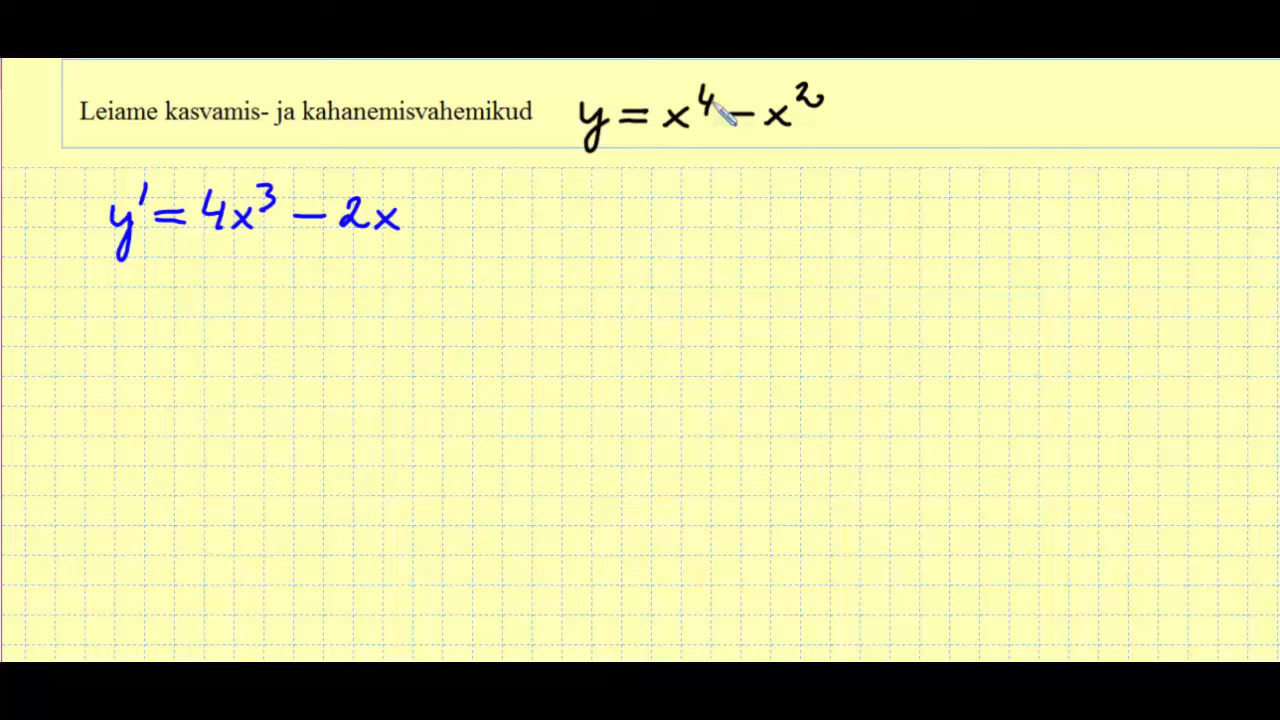 Leiame kasvamis- ja kahanemisvahemikud y = x⁴ − x²
y' = 4x³ − 2x